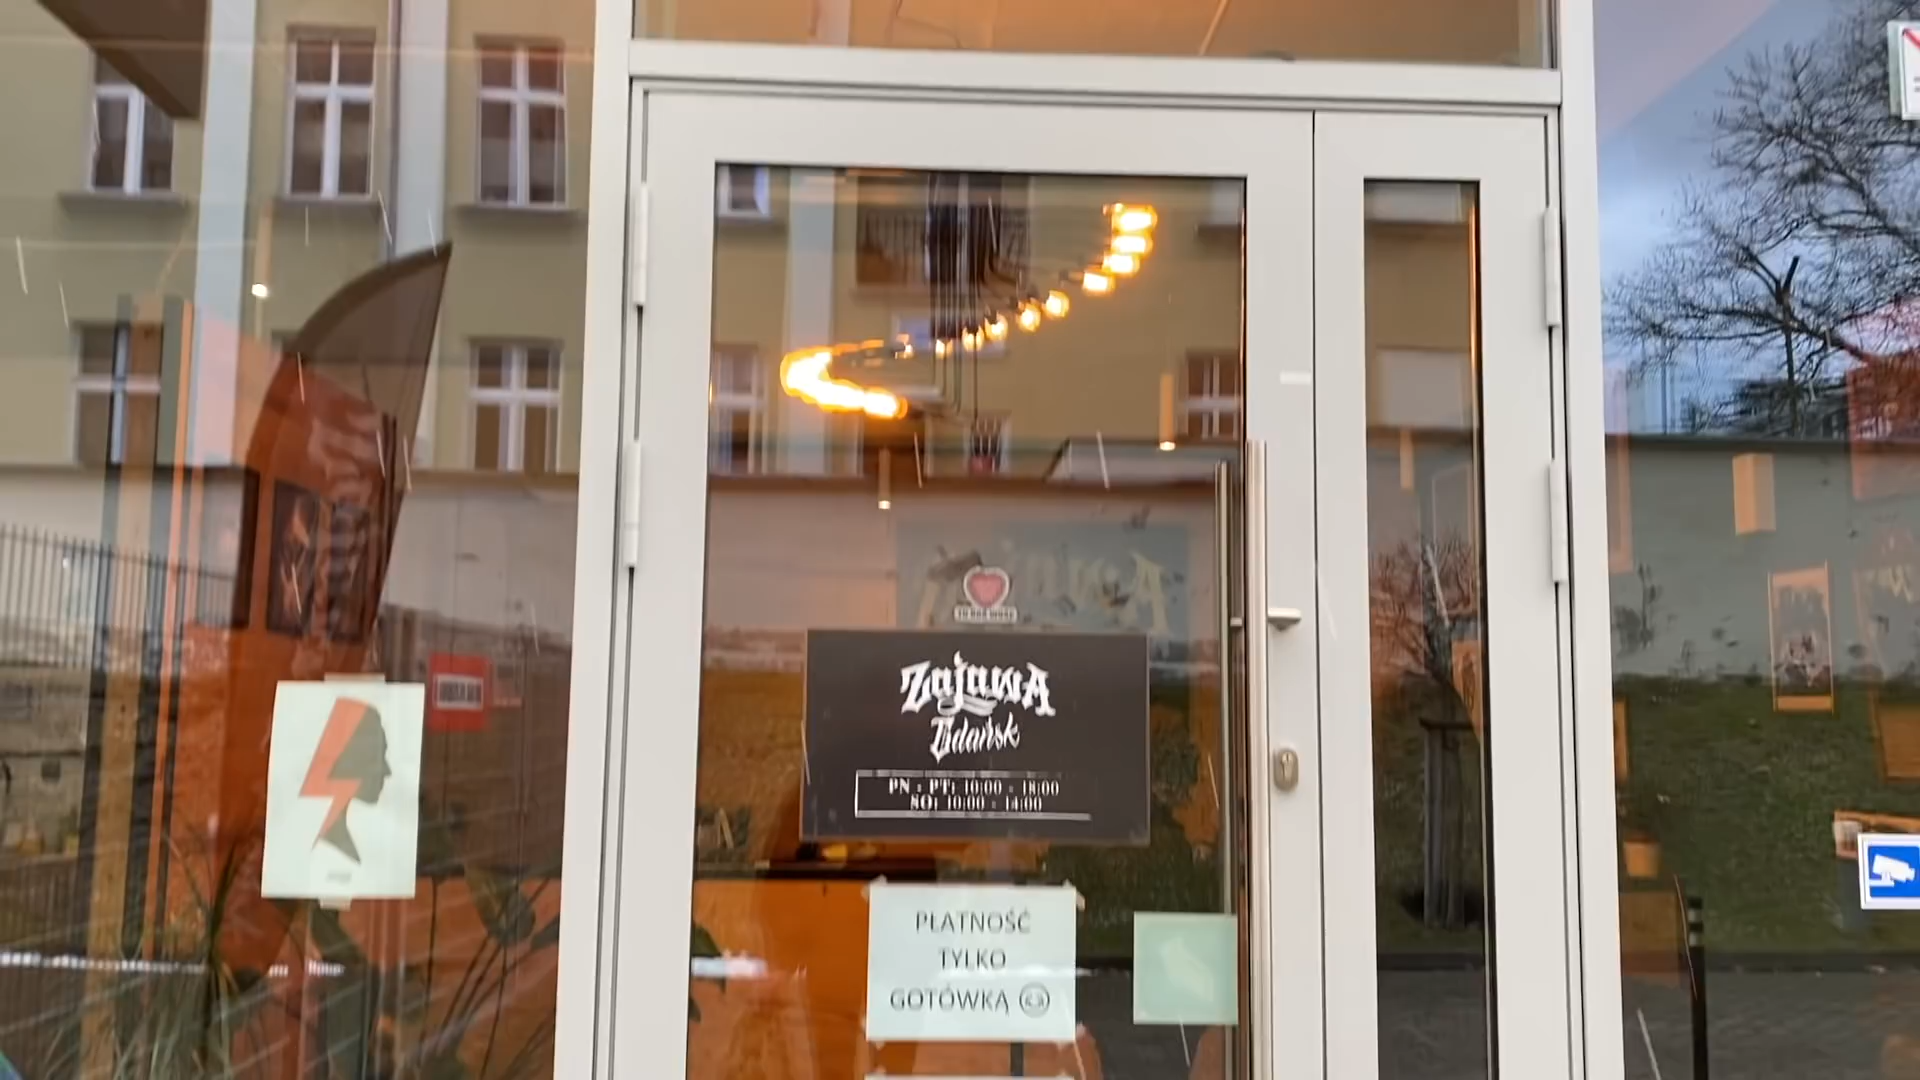 ZajawA
Gdańsk
PN - PT: 10:00 - 18:00
SO: 10:00 - 14:00
PŁATNOŚĆ
TYLKO
GOTÓWKĄ